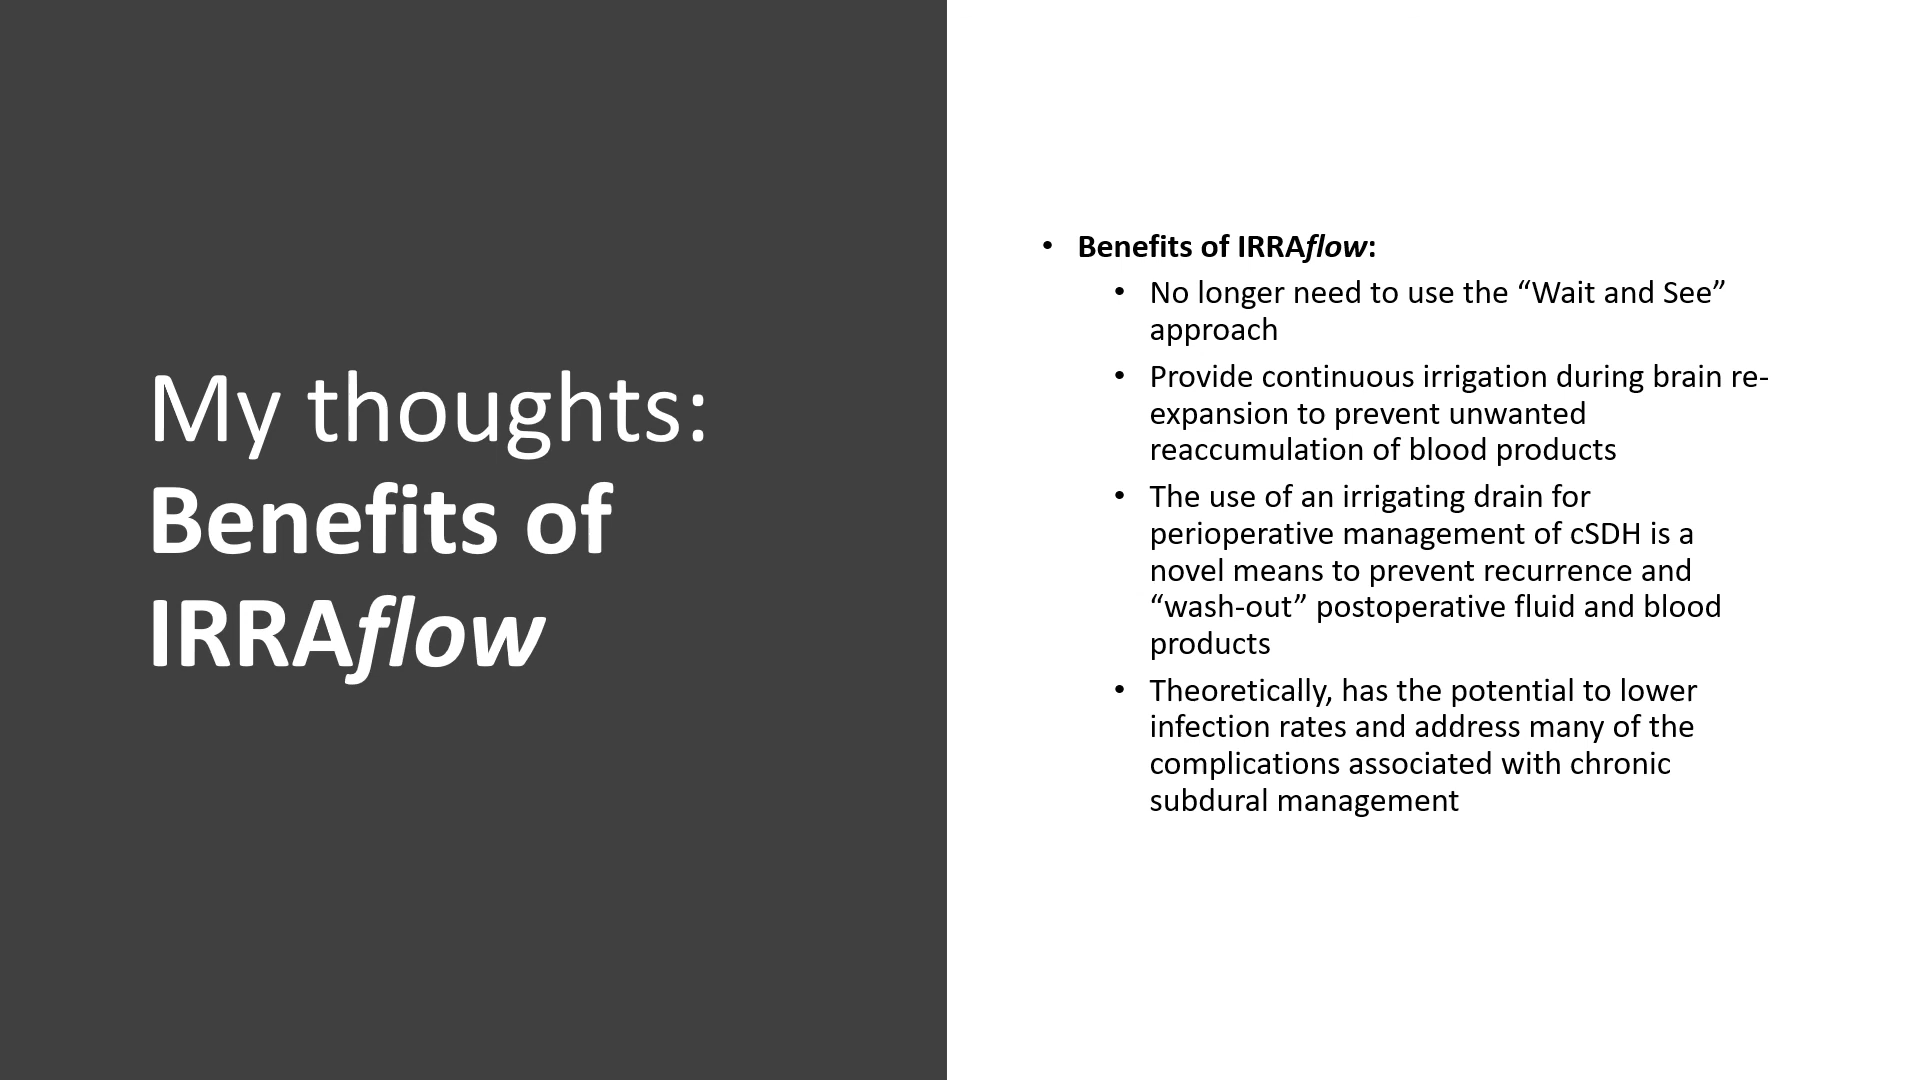 My thoughts:
Benefits of
IRRAflow
• Benefits of IRRAflow:
• No longer need to use the “Wait and See”
approach
• Provide continuous irrigation during brain re-
expansion to prevent unwanted
reaccumulation of blood products
• The use of an irrigating drain for
perioperative management of cSDH is a
novel means to prevent recurrence and
“wash-out” postoperative fluid and blood
products
• Theoretically, has the potential to lower
infection rates and address many of the
complications associated with chronic
subdural management